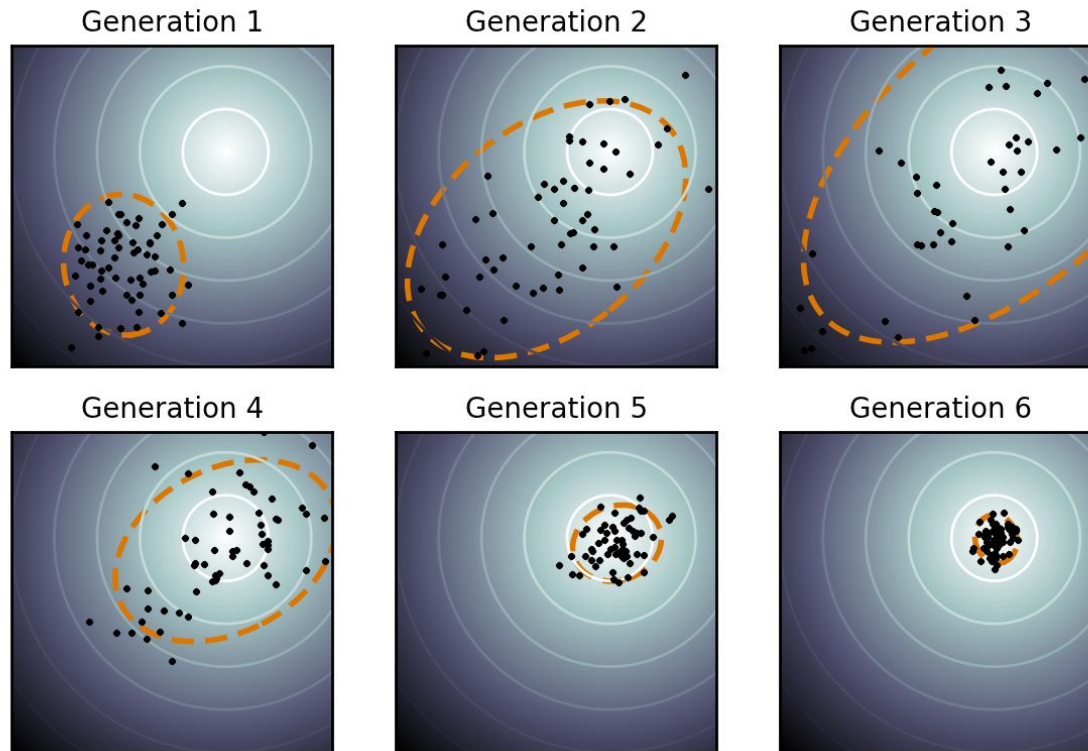 Generation 1
Generation 2
Generation 3
Generation 4
Generation 5
Generation 6